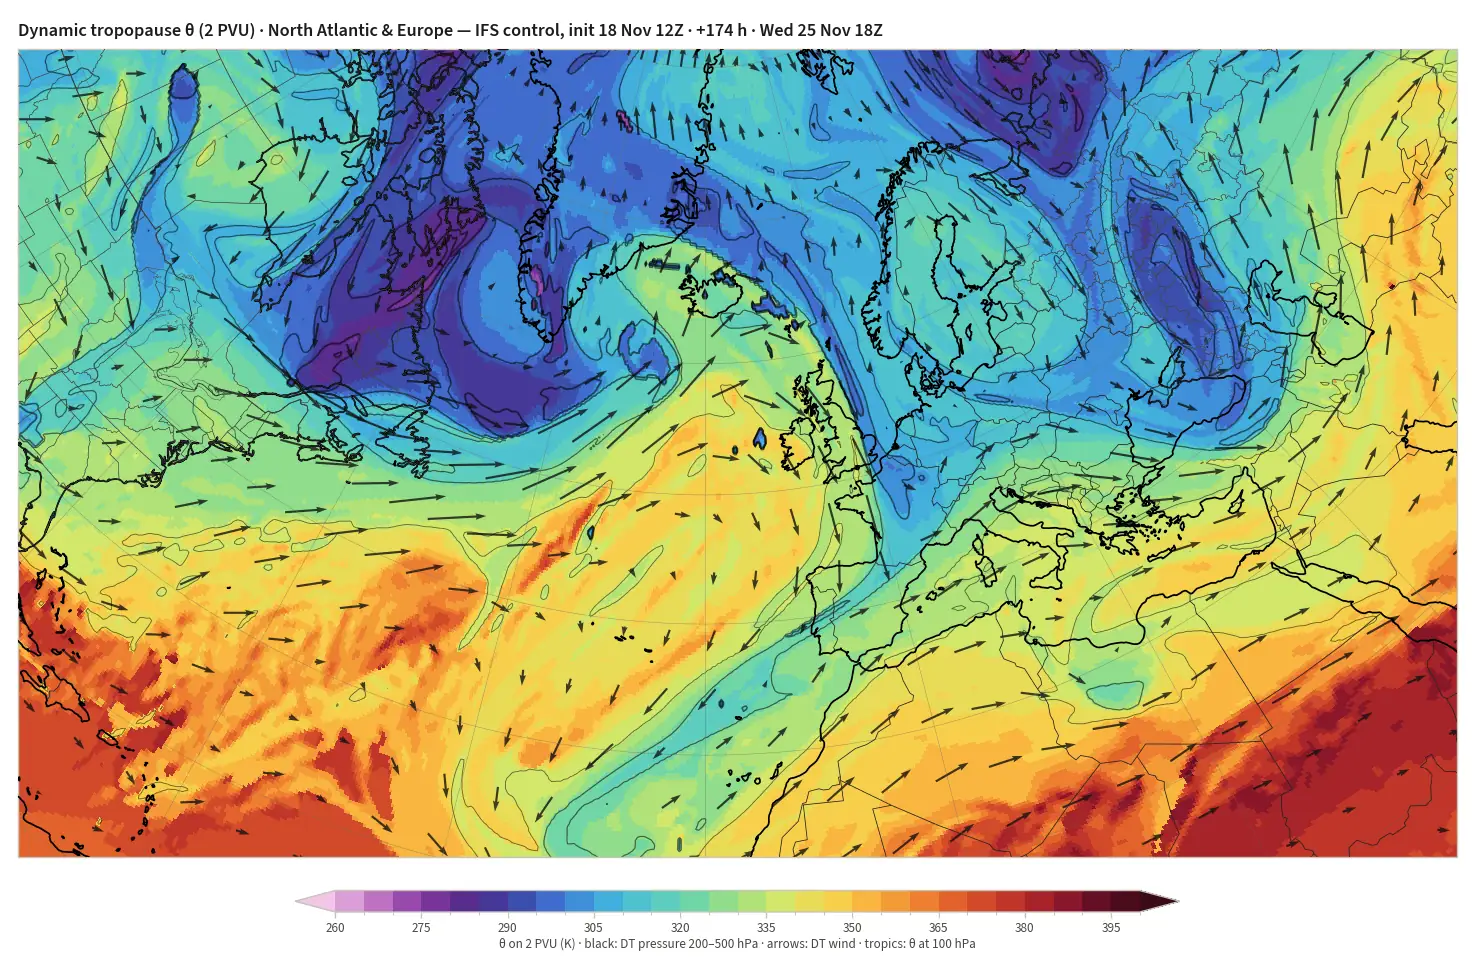 Dynamic tropopause θ (2 PVU) · North Atlantic & Europe — IFS control, init 18 Nov 12Z · +174 h · Wed 25 Nov 18Z
260 275 290 305 320 335 350 365 380 395
θ on 2 PVU (K) · black: DT pressure 200–500 hPa · arrows: DT wind · tropics: θ at 100 hPa